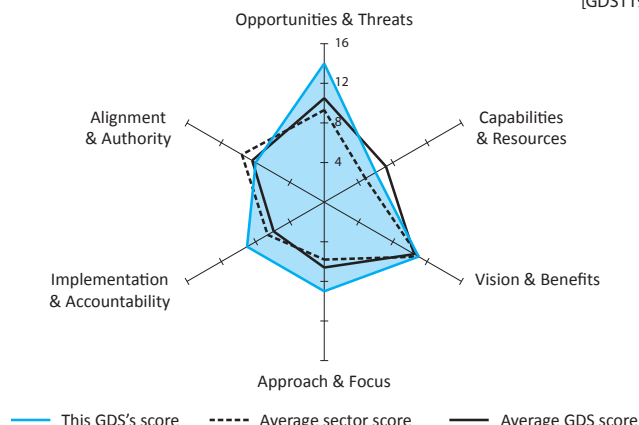 [GDS119
Opportunities & Threats
16
12
8
4
Alignment
& Authority
Capabilities
& Resources
Implementation
& Accountability
Vision & Benefits
Approach & Focus
This GDS's score
Average sector score
Average GDS score